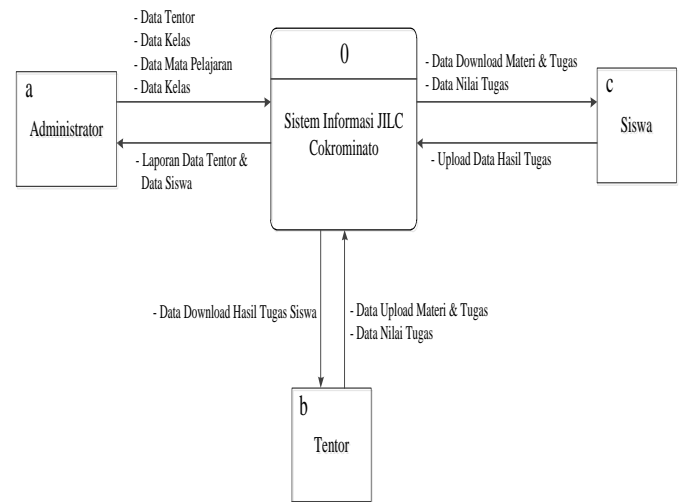 - Data Tentor
- Data Kelas
- Data Mata Pelajaran
- Data Kelas
a
Administrator
- Laporan Data Tentor &
Data Siswa
0
Sistem Informasi JILC
Cokrominato
- Data Download Materi & Tugas
- Data Nilai Tugas
- Upload Data Hasil Tugas
c
Siswa
- Data Download Hasil Tugas Siswa
- Data Upload Materi & Tugas
- Data Nilai Tugas
b
Tentor